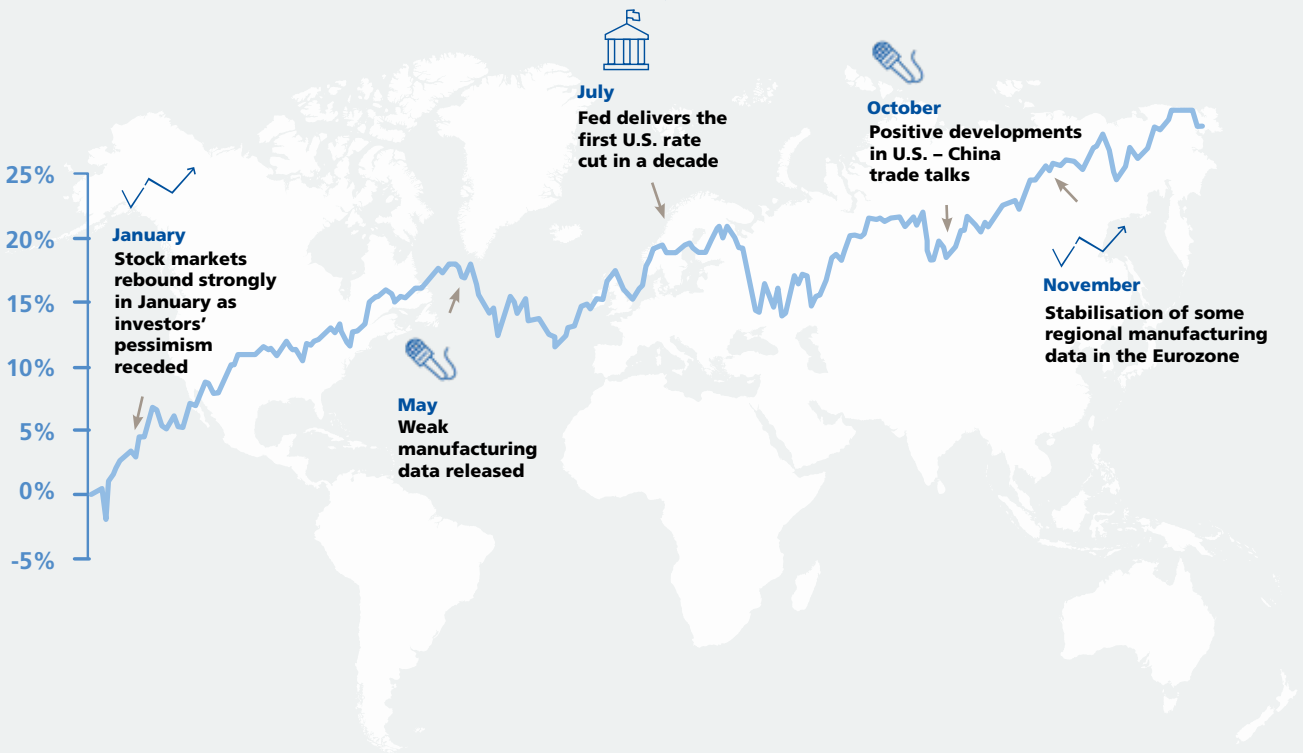 25%
20%
15%
10%
5%
0%
-5%
January
Stock markets
rebound strongly
in January as
investors’
pessimism
receded
May
Weak
manufacturing
data released
July
Fed delivers the
first U.S. rate
cut in a decade
October
Positive developments
in U.S. – China
trade talks
November
Stabilisation of some
regional manufacturing
data in the Eurozone